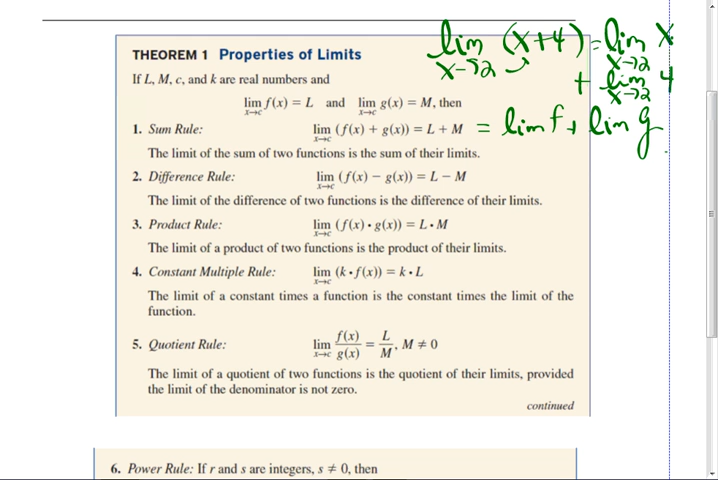 lim (x+4) = lim x
x→2 x→2
+ lim 4
x→2
THEOREM 1 Properties of Limits
If L, M, c, and k are real numbers and
lim f(x) = L and lim g(x) = M, then
x→c x→c
1. Sum Rule: lim (f(x) + g(x)) = L + M = lim f + lim g
x→c
The limit of the sum of two functions is the sum of their limits.
2. Difference Rule: lim (f(x) − g(x)) = L − M
x→c
The limit of the difference of two functions is the difference of their limits.
3. Product Rule: lim (f(x) • g(x)) = L • M
x→c
The limit of a product of two functions is the product of their limits.
4. Constant Multiple Rule: lim (k • f(x)) = k • L
x→c
The limit of a constant times a function is the constant times the limit of the
function.
5. Quotient Rule: lim f(x)/g(x) = L/M, M ≠ 0
x→c
The limit of a quotient of two functions is the quotient of their limits, provided
the limit of the denominator is not zero.
continued
6. Power Rule: If r and s are integers, s ≠ 0, then